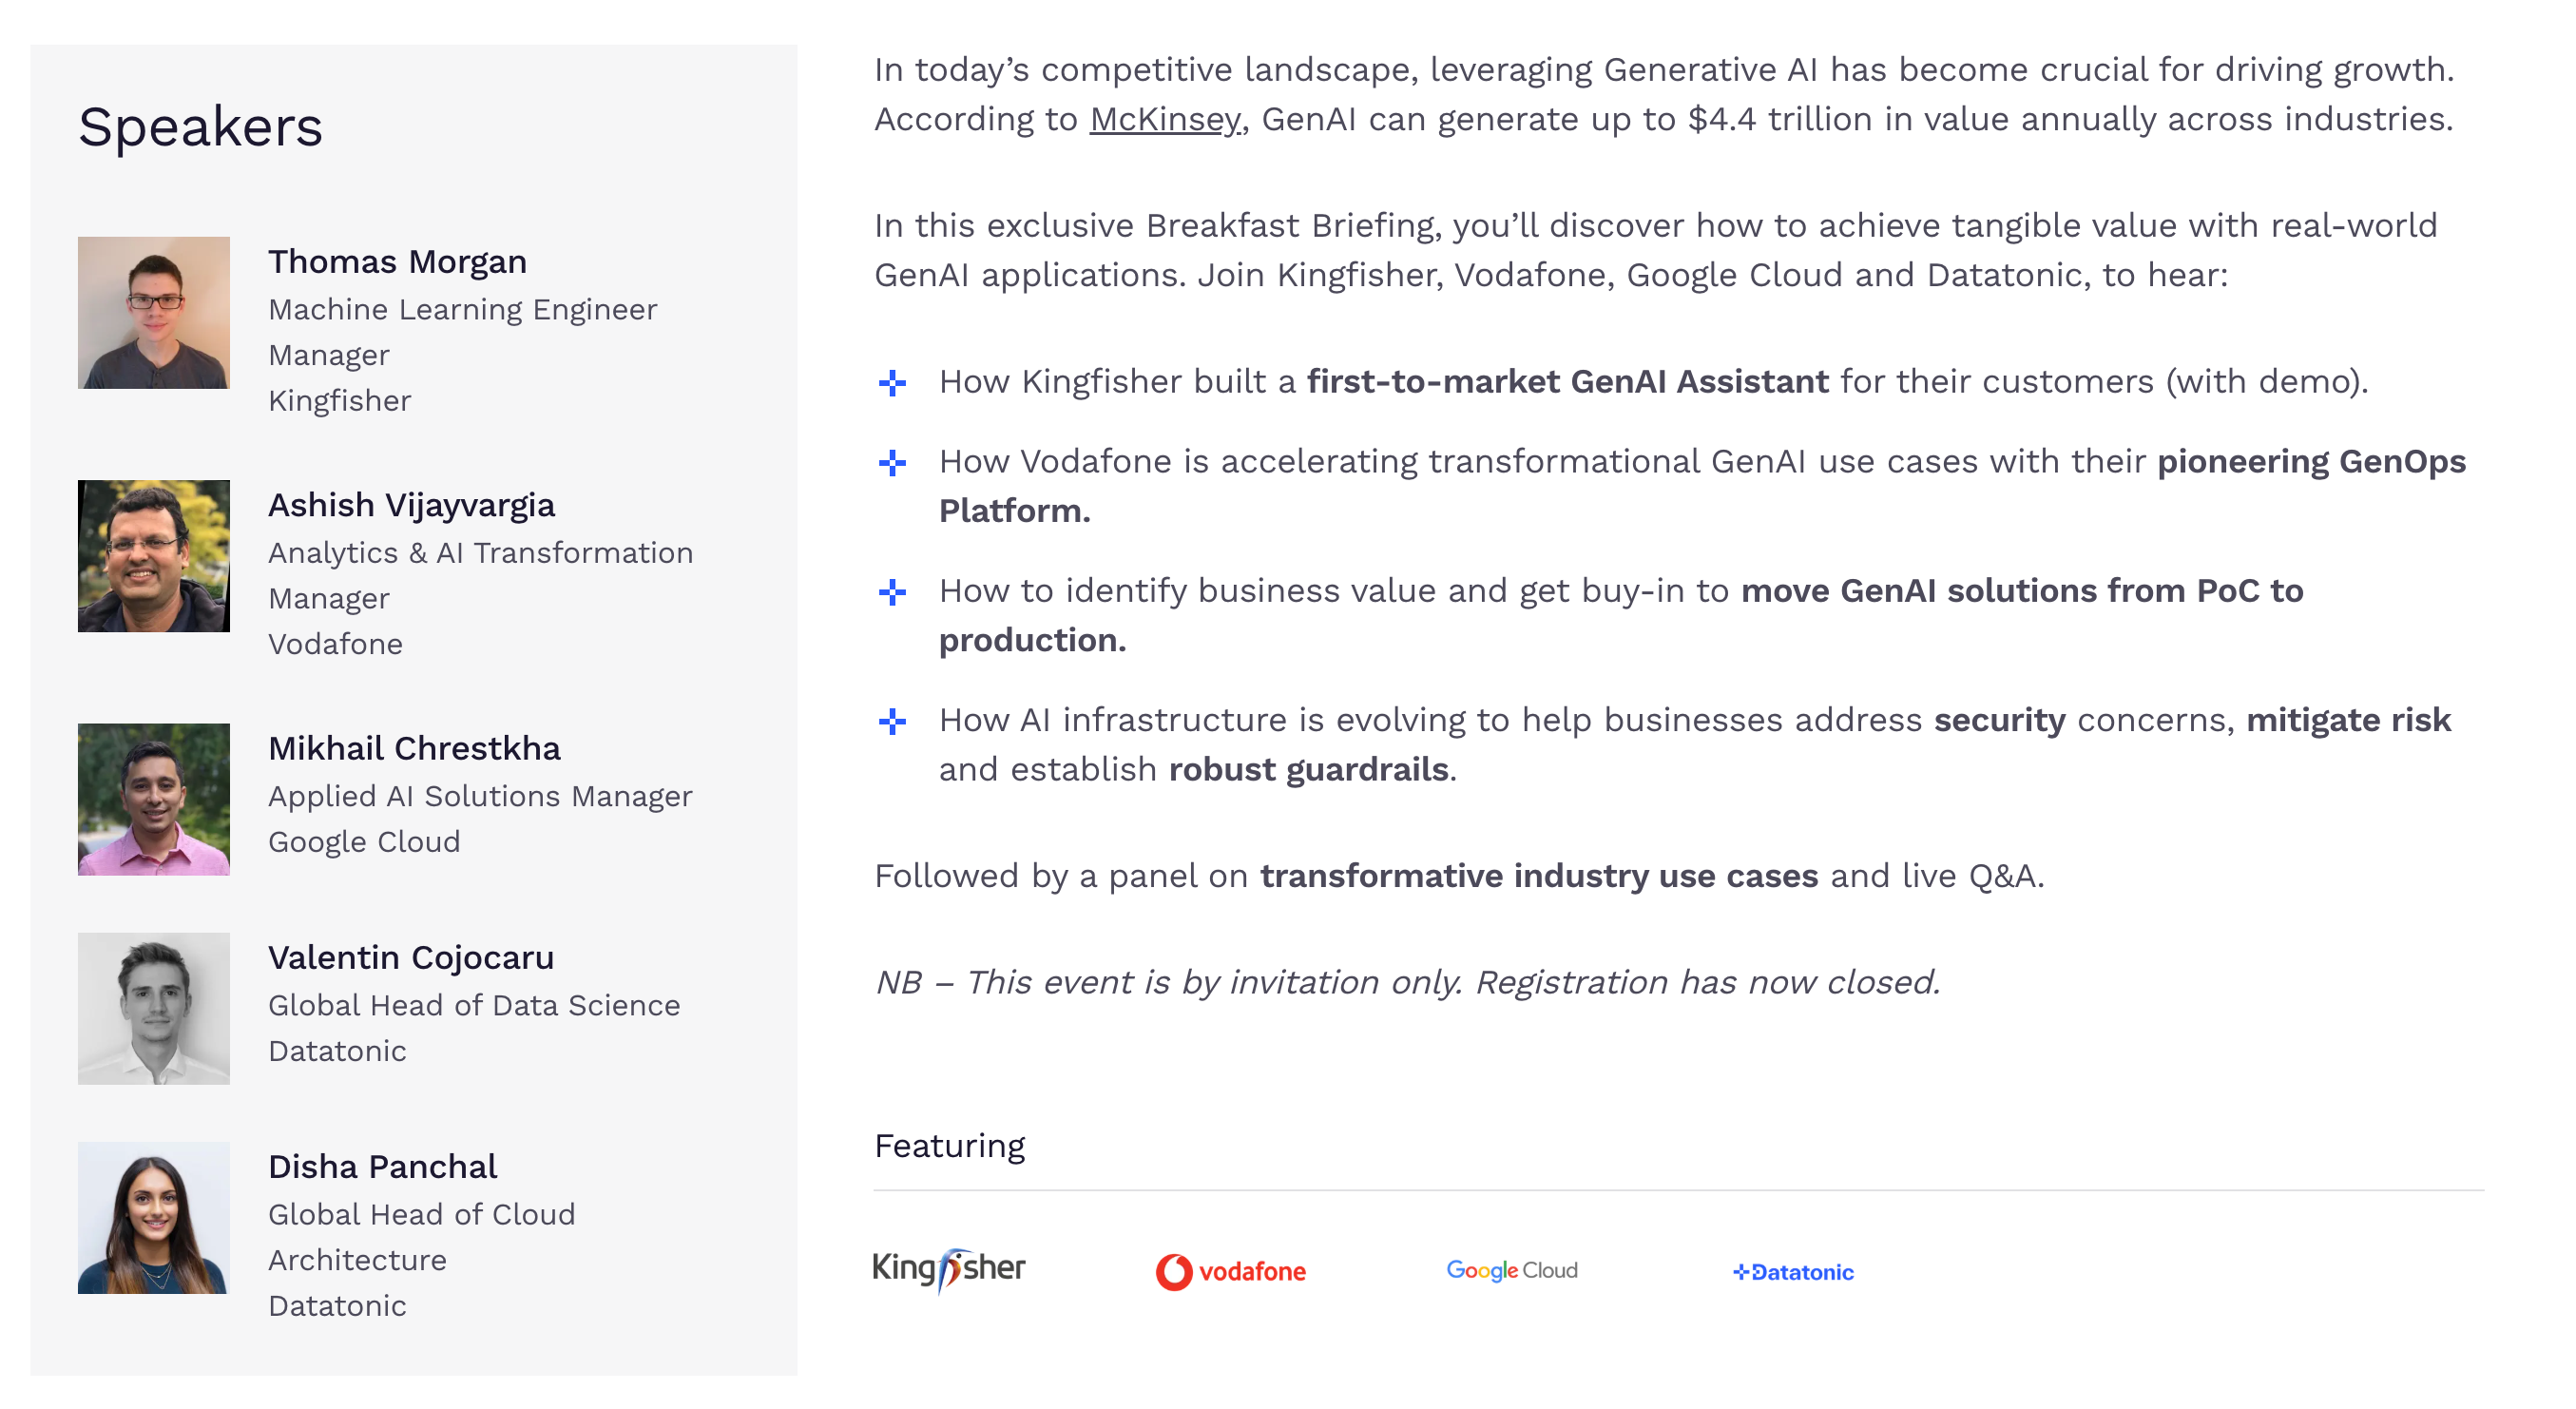 Speakers
Thomas Morgan
Machine Learning Engineer
Manager
Kingfisher
Ashish Vijayvargia
Analytics & AI Transformation
Manager
Vodafone
Mikhail Chrestkha
Applied AI Solutions Manager
Google Cloud
Valentin Cojocaru
Global Head of Data Science
Datatonic
Disha Panchal
Global Head of Cloud
Architecture
Datatonic
In today’s competitive landscape, leveraging Generative AI has become crucial for driving growth.
According to McKinsey, GenAI can generate up to $4.4 trillion in value annually across industries.
In this exclusive Breakfast Briefing, you’ll discover how to achieve tangible value with real-world
GenAI applications. Join Kingfisher, Vodafone, Google Cloud and Datatonic, to hear:
How Kingfisher built a first-to-market GenAI Assistant for their customers (with demo).
How Vodafone is accelerating transformational GenAI use cases with their pioneering GenOps
Platform.
How to identify business value and get buy-in to move GenAI solutions from PoC to
production.
How AI infrastructure is evolving to help businesses address security concerns, mitigate risk
and establish robust guardrails.
Followed by a panel on transformative industry use cases and live Q&A.
NB – This event is by invitation only. Registration has now closed.
Featuring
Kingfisher
vodafone
Google Cloud
Datatonic